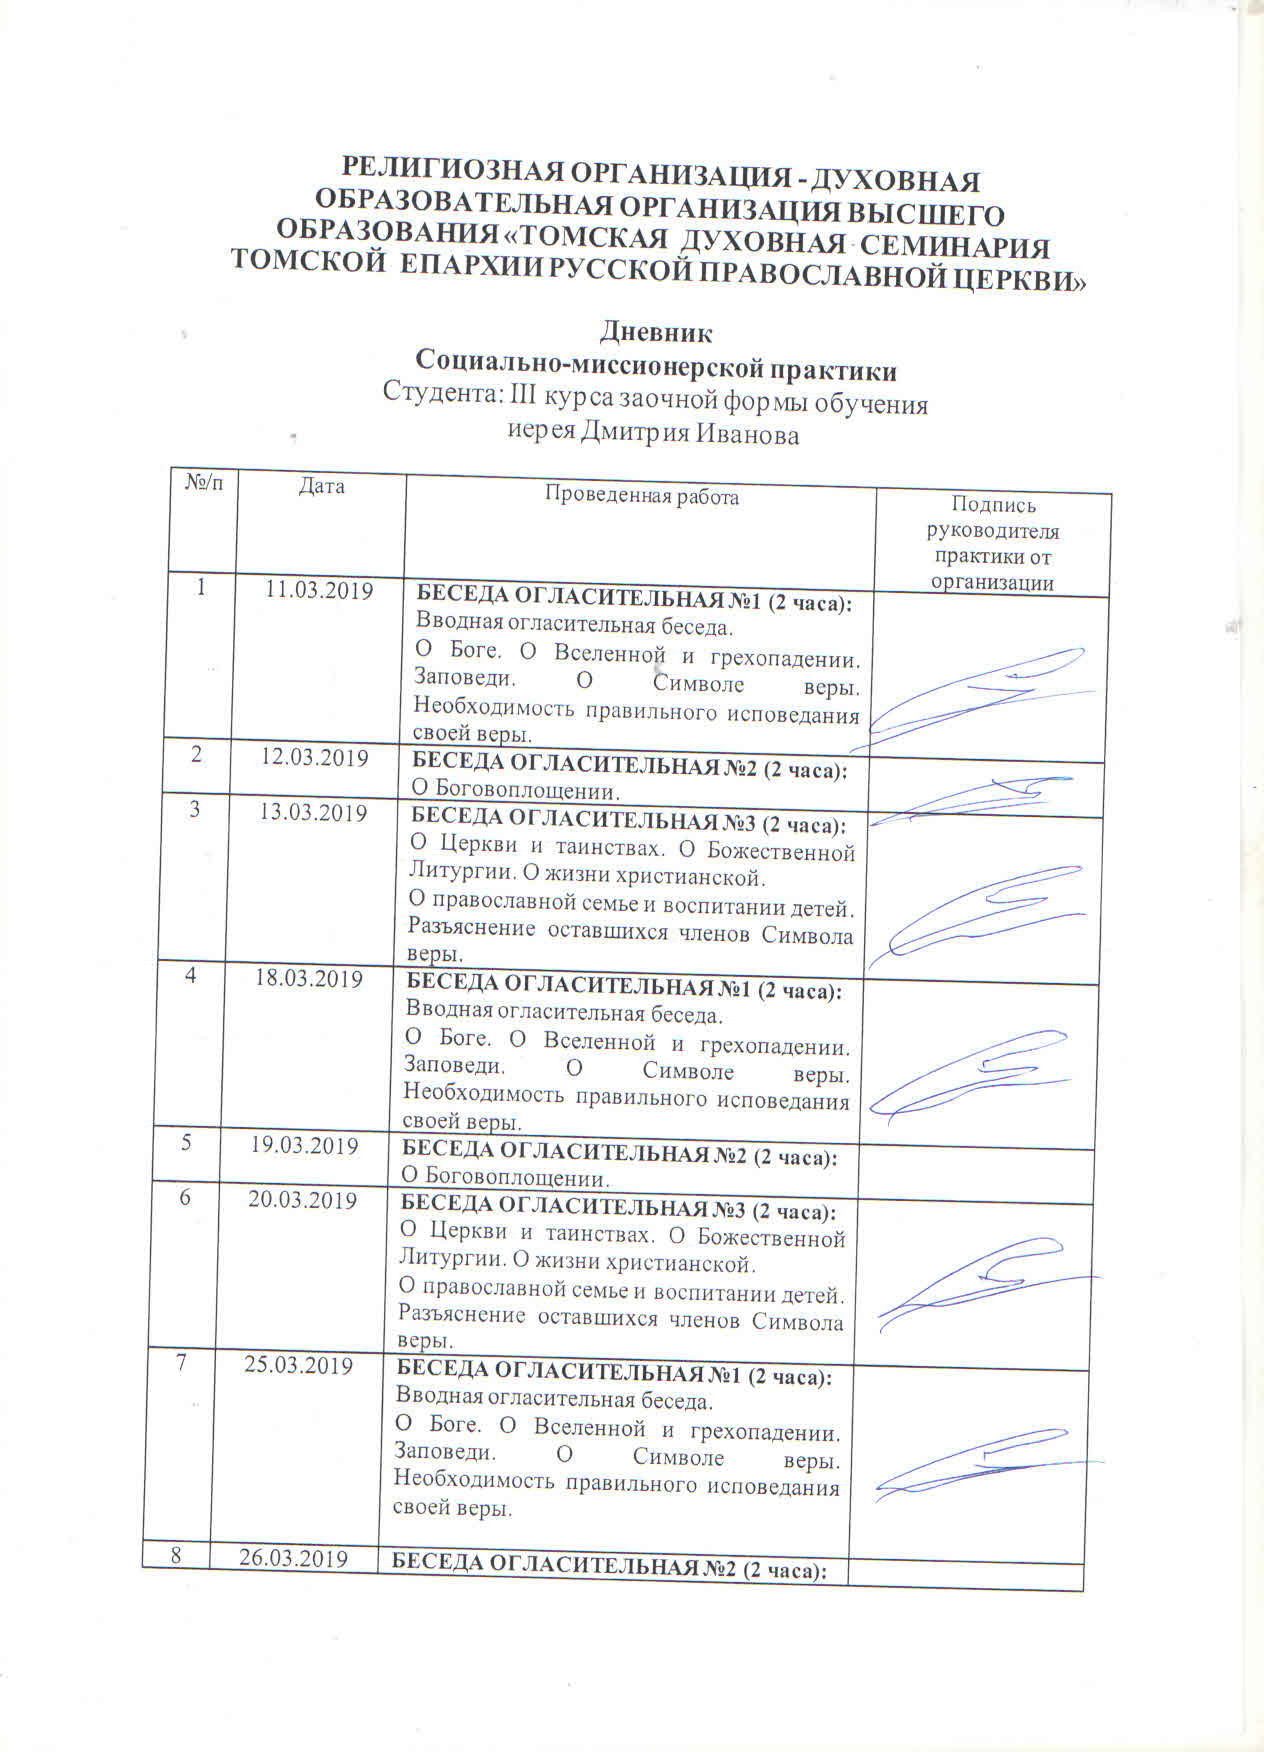 РЕЛИГИОЗНАЯ ОРГАНИЗАЦИЯ - ДУХОВНАЯ
ОБРАЗОВАТЕЛЬНАЯ ОРГАНИЗАЦИЯ ВЫСШЕГО
ОБРАЗОВАНИЯ «ТОМСКАЯ ДУХОВНАЯ СЕМИНАРИЯ
ТОМСКОЙ ЕПАРХИИ РУССКОЙ ПРАВОСЛАВНОЙ ЦЕРКВИ»
Дневник
Социально-миссионерской практики
Студента: III курса заочной формы обучения
иерея Дмитрия Иванова
№/п Дата Проведенная работа Подпись
руководителя
практики от
организации
1 11.03.2019 БЕСЕДА ОГЛАСИТЕЛЬНАЯ №1 (2 часа):
Вводная огласительная беседа.
О Боге. О Вселенной и грехопадении.
Заповеди. О Символе веры.
Необходимость правильного исповедания
своей веры.
2 12.03.2019 БЕСЕДА ОГЛАСИТЕЛЬНАЯ №2 (2 часа):
О Боговоплощении.
3 13.03.2019 БЕСЕДА ОГЛАСИТЕЛЬНАЯ №3 (2 часа):
О Церкви и таинствах. О Божественной
Литургии. О жизни христианской.
О православной семье и воспитании детей.
Разъяснение оставшихся членов Символа
веры.
4 18.03.2019 БЕСЕДА ОГЛАСИТЕЛЬНАЯ №1 (2 часа):
Вводная огласительная беседа.
О Боге. О Вселенной и грехопадении.
Заповеди. О Символе веры.
Необходимость правильного исповедания
своей веры.
5 19.03.2019 БЕСЕДА ОГЛАСИТЕЛЬНАЯ №2 (2 часа):
О Боговоплощении.
6 20.03.2019 БЕСЕДА ОГЛАСИТЕЛЬНАЯ №3 (2 часа):
О Церкви и таинствах. О Божественной
Литургии. О жизни христианской.
О православной семье и воспитании детей.
Разъяснение оставшихся членов Символа
веры.
7 25.03.2019 БЕСЕДА ОГЛАСИТЕЛЬНАЯ №1 (2 часа):
Вводная огласительная беседа.
О Боге. О Вселенной и грехопадении.
Заповеди. О Символе веры.
Необходимость правильного исповедания
своей веры.
8 26.03.2019 БЕСЕДА ОГЛАСИТЕЛЬНАЯ №2 (2 часа):